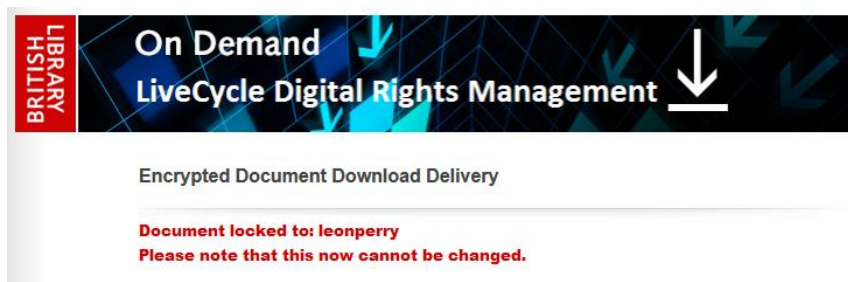 BRITISH
LIBRARY
On Demand
LiveCycle Digital Rights Management
Encrypted Document Download Delivery
Document locked to: leonperry
Please note that this now cannot be changed.